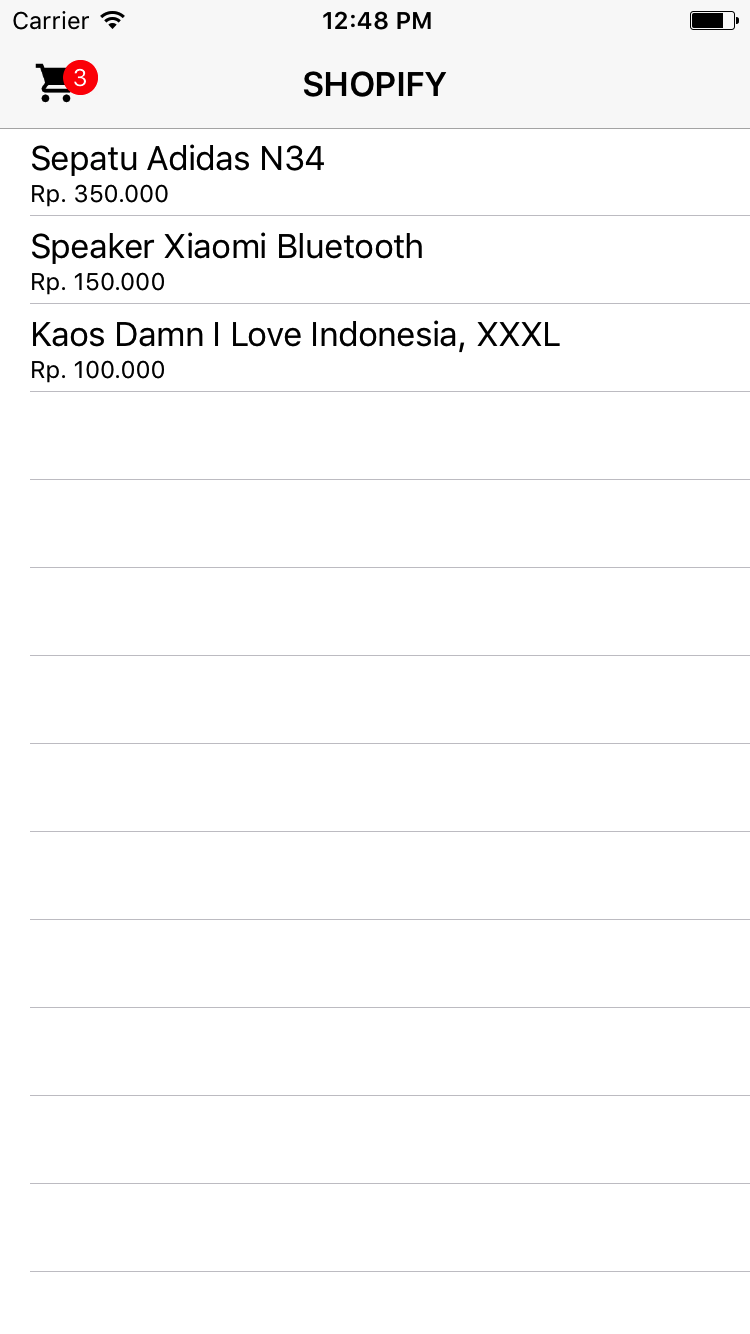 Carrier 12:48 PM
3 SHOPIFY
Sepatu Adidas N34
Rp. 350.000
Speaker Xiaomi Bluetooth
Rp. 150.000
Kaos Damn I Love Indonesia, XXXL
Rp. 100.000